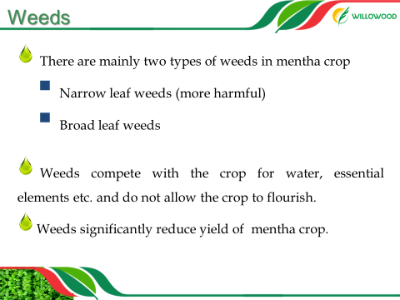 Weeds
WILLOWOOD
There are mainly two types of weeds in mentha crop
Narrow leaf weeds (more harmful)
Broad leaf weeds
Weeds compete with the crop for water, essential
elements etc. and do not allow the crop to flourish.
Weeds significantly reduce yield of mentha crop.